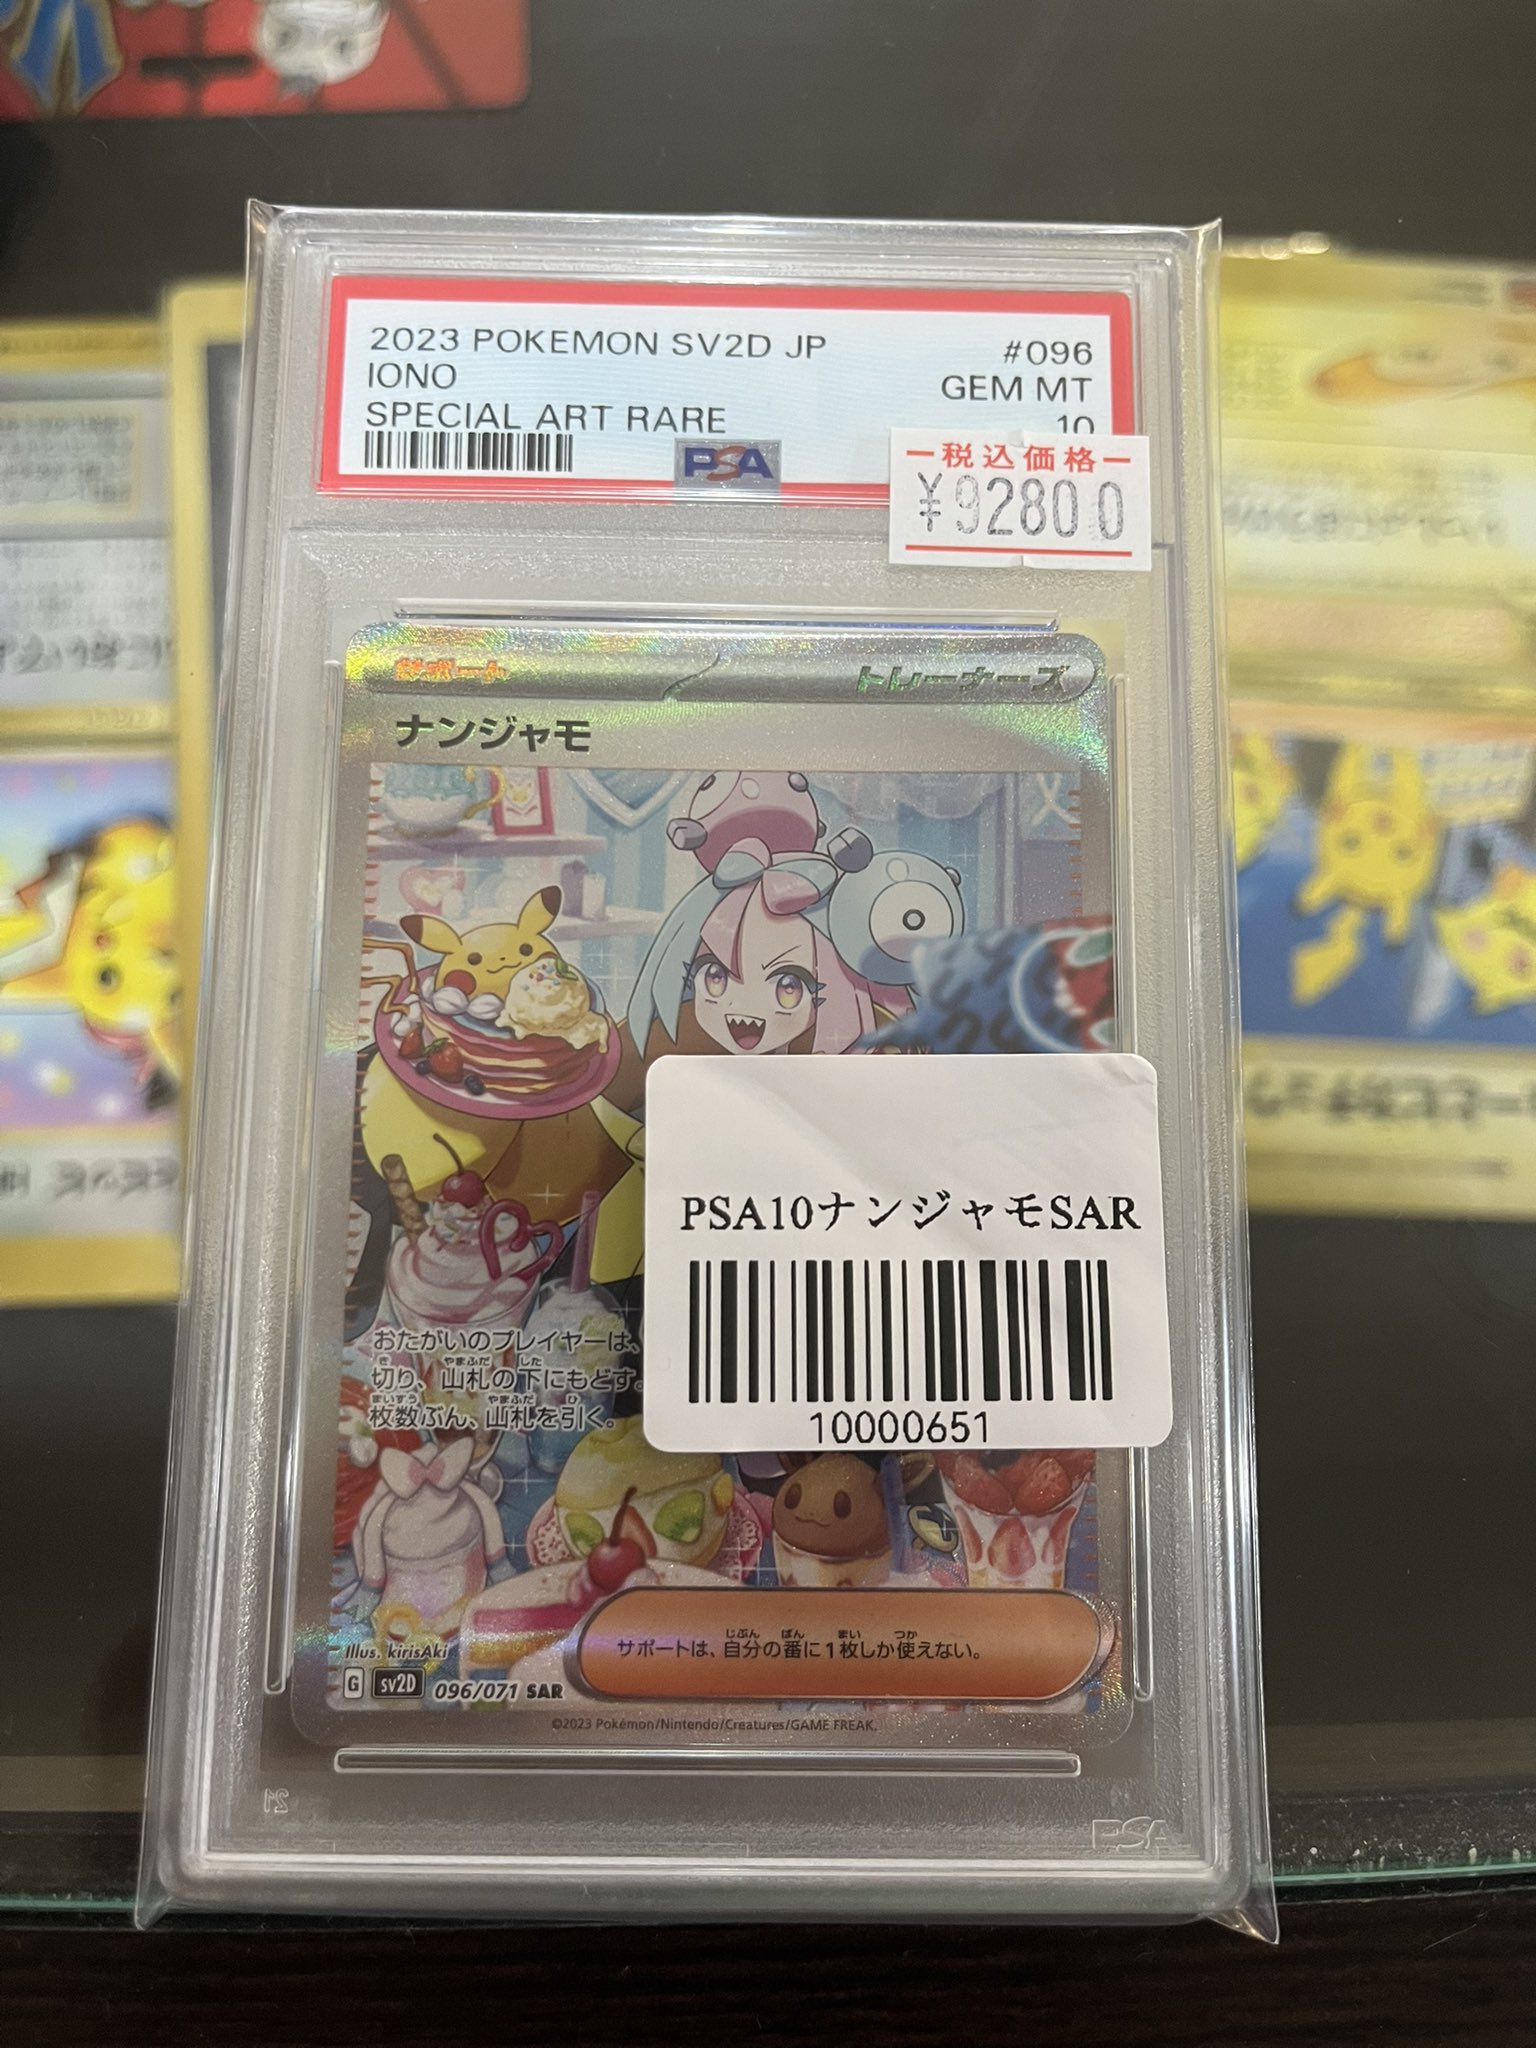 2023 POKEMON SV2D JP #096
IONO GEM MT
SPECIAL ART RARE 10
PSA
税込価格
¥92800
サポート トレーナーズ
ナンジャモ
PSA10ナンジャモSAR
10000651
おたがいのプレイヤーは、
切り、山札の下にもどす。
枚数ぶん、山札を引く。
サポートは、自分の番に1枚しか使えない。
Illus. kirisAki
G sv2D 096/071 SAR
©2023 Pokémon/Nintendo/Creatures/GAME FREAK.
PSA